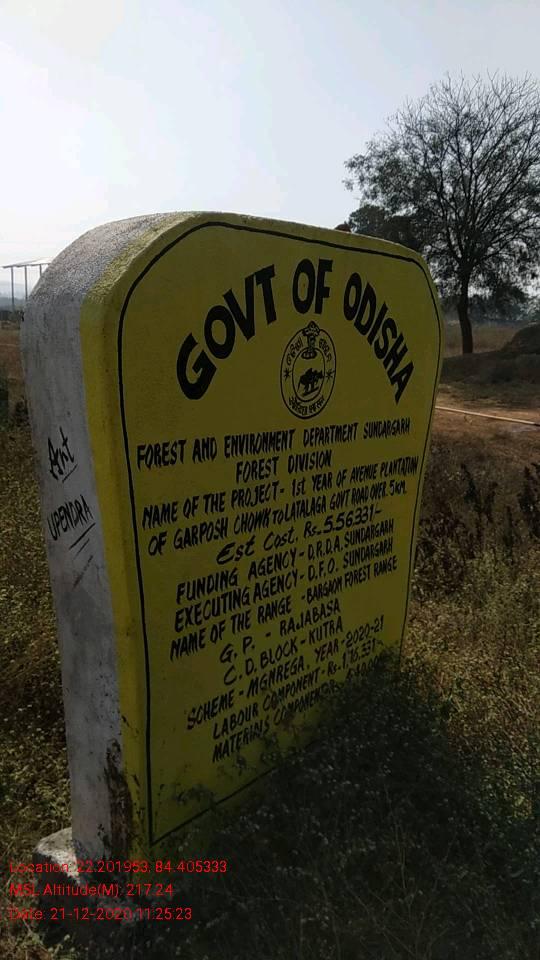 GOVT OF ODISHA
FOREST AND ENVIRONMENT DEPARTMENT SUNDARGARH
FOREST DIVISION
NAME OF THE PROJECT - 1st YEAR OF AVENUE PLANTATION
OF GARPOSH CHOWK TO LATALAGA GOVT ROAD OVER. 5KM.
Est Cost. Rs. 5,56331/-
FUNDING AGENCY - D.R.D.A. SUNDARGARH
EXECUTING AGENCY - D.F.O. SUNDARGARH
NAME OF THE RANGE - BARGAON FOREST RANGE
G.P. - RAJABASA
C.D. BLOCK - KUTRA
SCHEME - MGNREGA. YEAR - 2020-21
LABOUR COMPONENT - Rs. 1,16,331/-
MATERIALS COMPONENT
Art
UPENDRA
Location: 22.201953, 84.405333
MSL Altitude(M): 217.24
Date: 21-12-2020 11:25:23